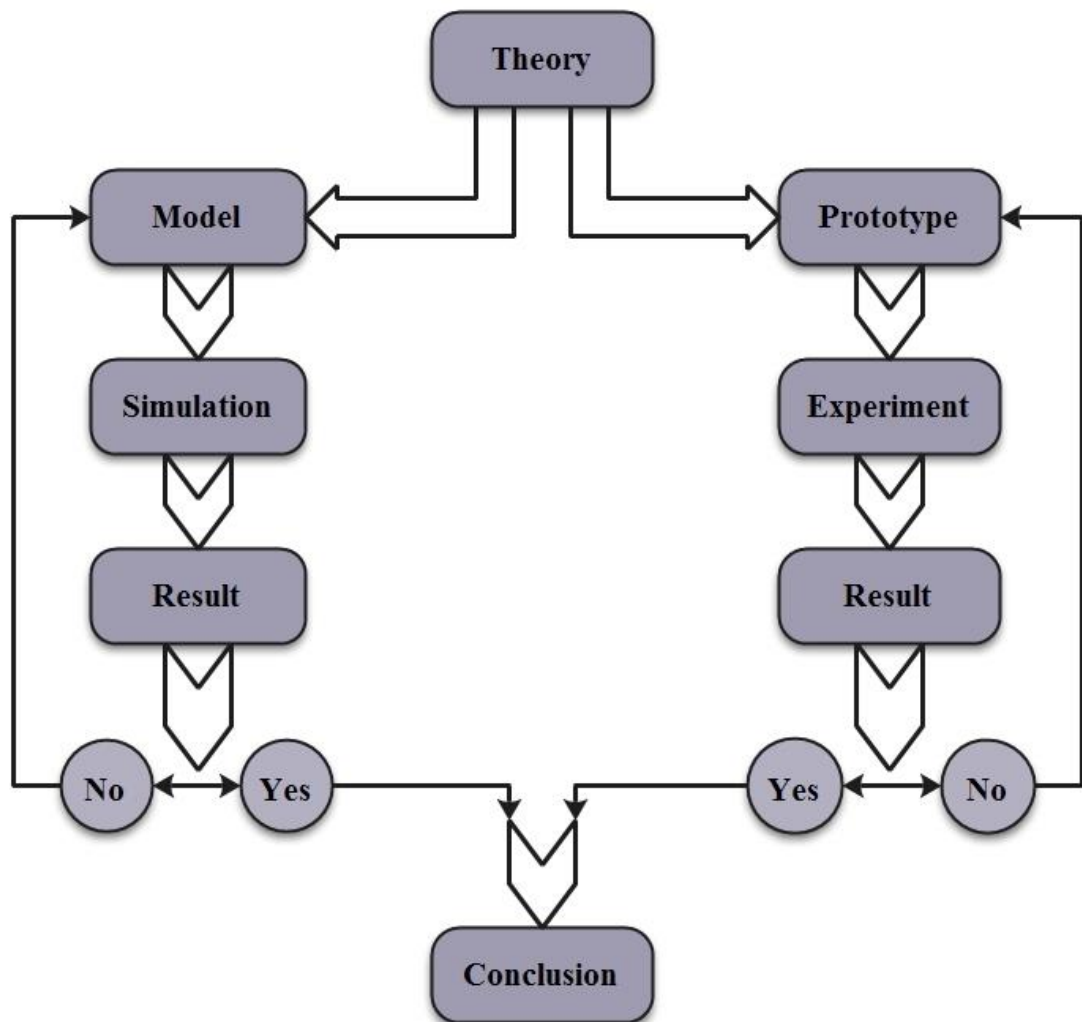 Theory
Model
Prototype
Simulation
Experiment
Result
Result
No
Yes
Yes
No
Conclusion